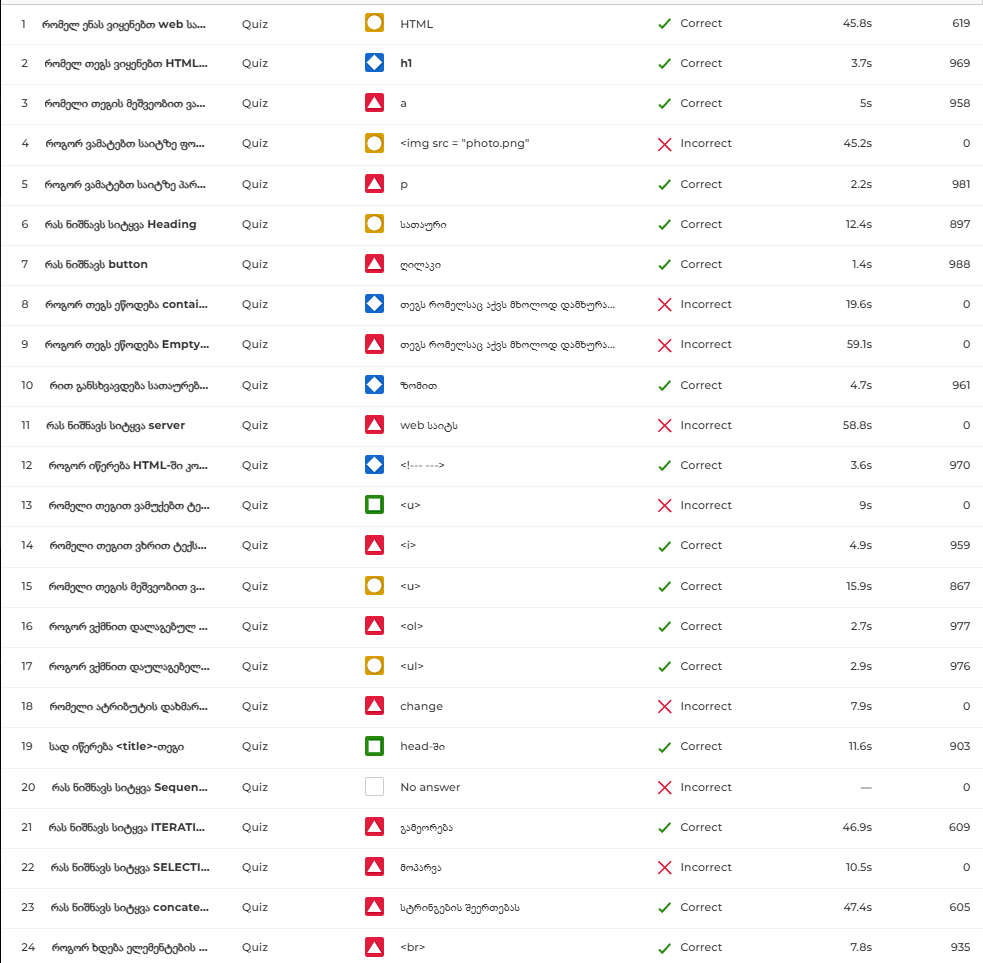 1 რომელ ენას ვიყენებთ web სა... Quiz HTML Correct 45.8s 619
2 რომელ თეგს ვიყენებთ HTML... Quiz h1 Correct 3.7s 969
3 რომელი თეგის მეშვეობით ვა... Quiz a Correct 5s 958
4 როგორ ვამატებთ საიტზე ფო... Quiz <img src = "photo.png" Incorrect 45.2s 0
5 როგორ ვამატებთ საიტზე პარ... Quiz p Correct 2.2s 981
6 რას ნიშნავს სიტყვა Heading Quiz სათაური Correct 12.4s 897
7 რას ნიშნავს button Quiz ღილაკი Correct 1.4s 988
8 როგორ თეგს ეწოდება contai... Quiz თეგს რომელსაც აქვს მხოლოდ დამხურა... Incorrect 19.6s 0
9 როგორ თეგს ეწოდება Empty... Quiz თეგს რომელსაც აქვს მხოლოდ დამხურა... Incorrect 59.1s 0
10 რით განსხვავდება სათაურებ... Quiz ზომით Correct 4.7s 961
11 რას ნიშნავს სიტყვა server Quiz web საიტს Incorrect 58.8s 0
12 როგორ იწერება HTML-ში კო... Quiz <!--- ---> Correct 3.6s 970
13 რომელი თეგით ვამუქებთ ტე... Quiz <u> Incorrect 9s 0
14 რომელი თეგით ვხრით ტექს... Quiz <i> Correct 4.9s 959
15 რომელი თეგის მეშვეობით ვ... Quiz <u> Correct 15.9s 867
16 როგორ ვქმნით დალაგებულ ... Quiz <ol> Correct 2.7s 977
17 როგორ ვქმნით დაულაგებელ... Quiz <ul> Correct 2.9s 976
18 რომელი ატრიბუტის დახმარ... Quiz change Incorrect 7.9s 0
19 სად იწერება <title>-თეგი Quiz head-ში Correct 11.6s 903
20 რას ნიშნავს სიტყვა Sequen... Quiz No answer Incorrect — 0
21 რას ნიშნავს სიტყვა ITERATI... Quiz გამეორება Correct 46.9s 609
22 რას ნიშნავს სიტყვა SELECTI... Quiz მოპარვა Incorrect 10.5s 0
23 რას ნიშნავს სიტყვა concate... Quiz სტრინგების შეერთებას Correct 47.4s 605
24 როგორ ხდება ელემენტების ... Quiz <br> Correct 7.8s 935